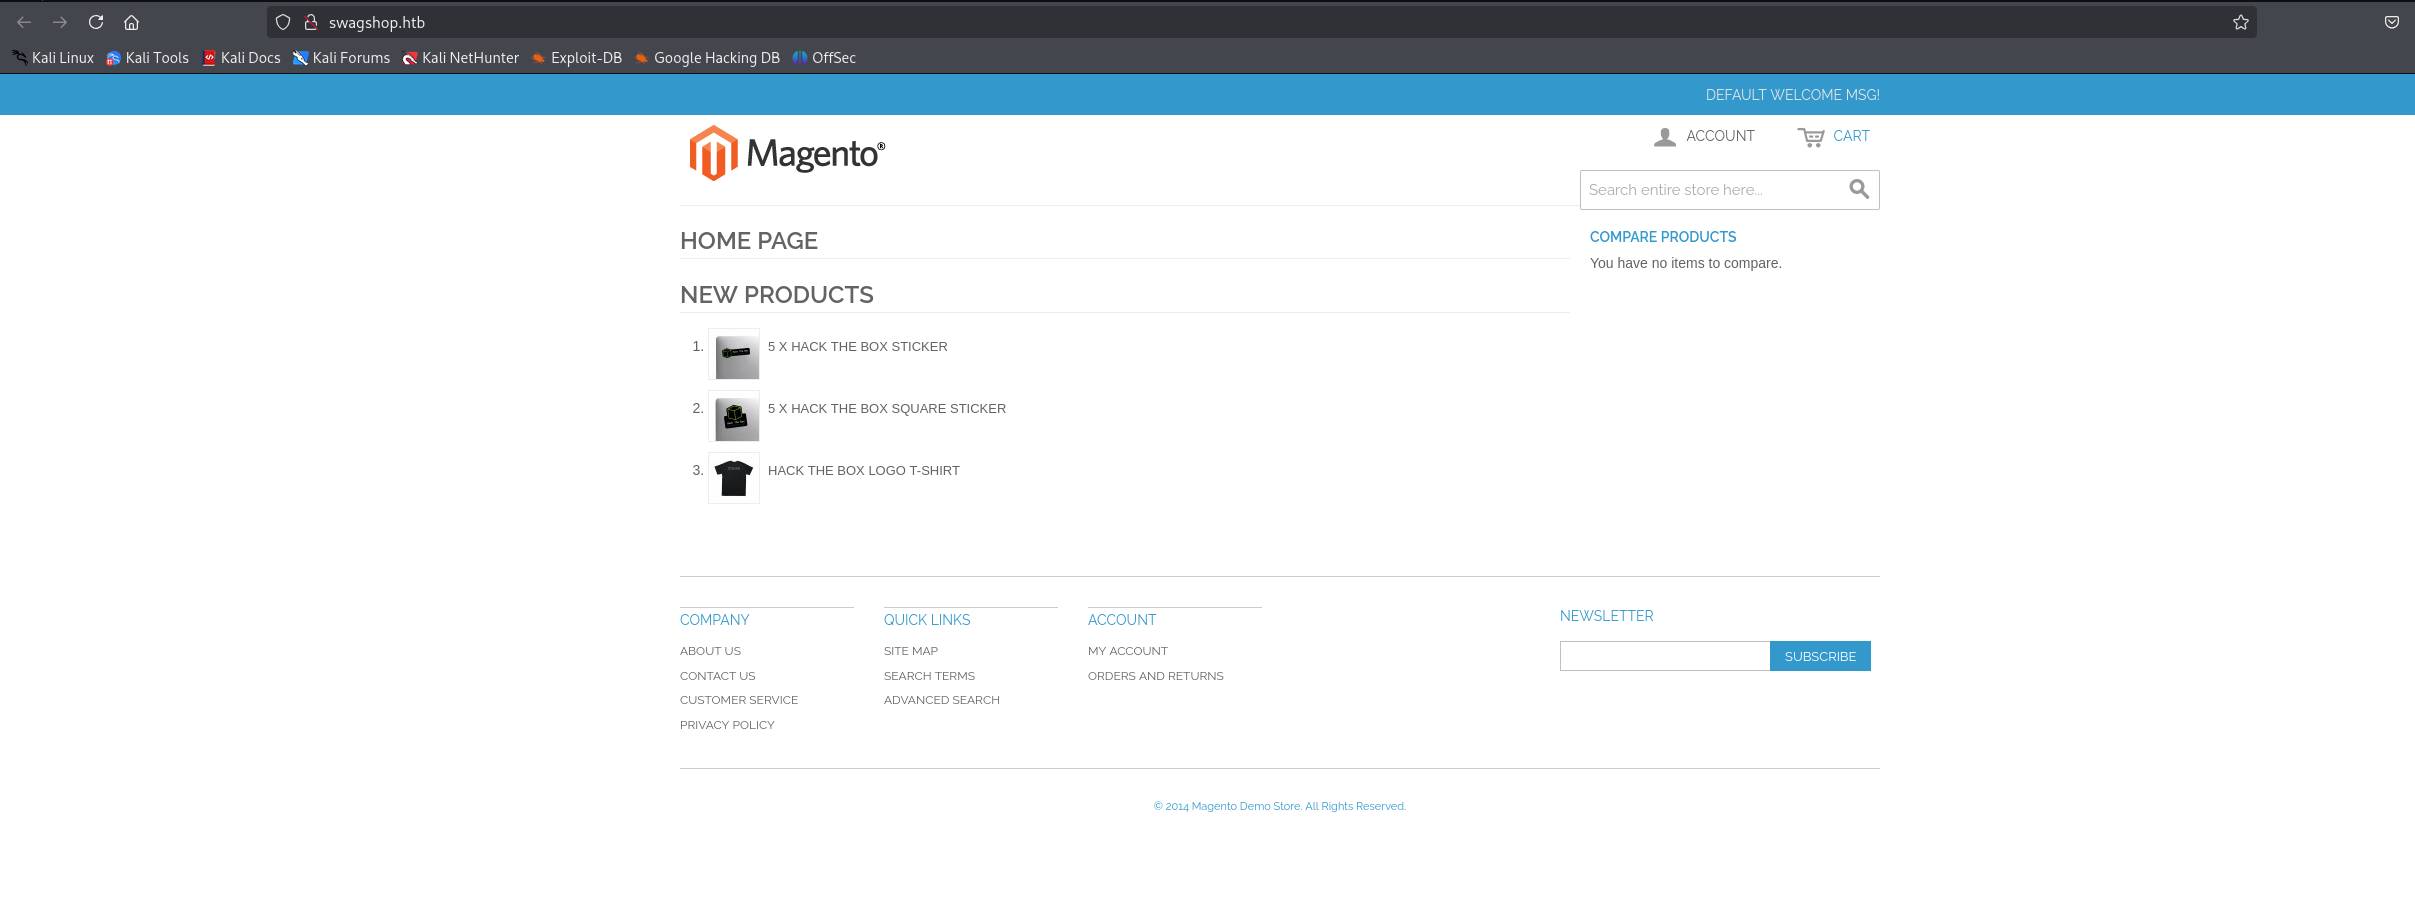 swagshop.htb
Kali Linux Kali Tools Kali Docs Kali Forums Kali NetHunter Exploit-DB Google Hacking DB OffSec
DEFAULT WELCOME MSG!
Magento®
ACCOUNT CART
Search entire store here...
HOME PAGE
COMPARE PRODUCTS
You have no items to compare.
NEW PRODUCTS
1. 5 X HACK THE BOX STICKER
2. 5 X HACK THE BOX SQUARE STICKER
3. HACK THE BOX LOGO T-SHIRT
COMPANY
ABOUT US
CONTACT US
CUSTOMER SERVICE
PRIVACY POLICY
QUICK LINKS
SITE MAP
SEARCH TERMS
ADVANCED SEARCH
ACCOUNT
MY ACCOUNT
ORDERS AND RETURNS
NEWSLETTER
SUBSCRIBE
© 2014 Magento Demo Store. All Rights Reserved.